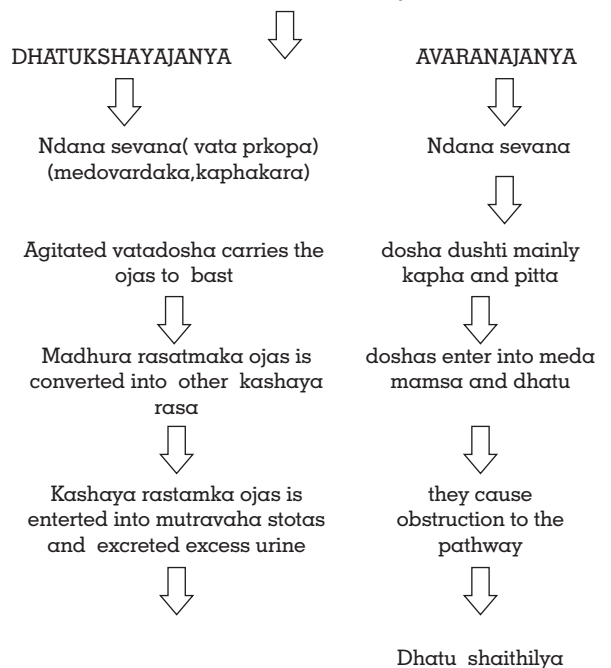 DHATUKSHAYAJANYA
Ndana sevana( vata prkopa)
(medovardaka,kaphakara)
Agitated vatadosha carries the
ojas to bast
Madhura rasatmaka ojas is
converted into other kashaya
rasa
Kashaya rastamka ojas is
enterted into mutravaha stotas
and excreted excess urine
AVARANAJANYA
Ndana sevana
dosha dushti mainly
kapha and pitta
doshas enter into meda
mamsa and dhatu
they cause
obstruction to the
pathway
Dhatu shaithilya